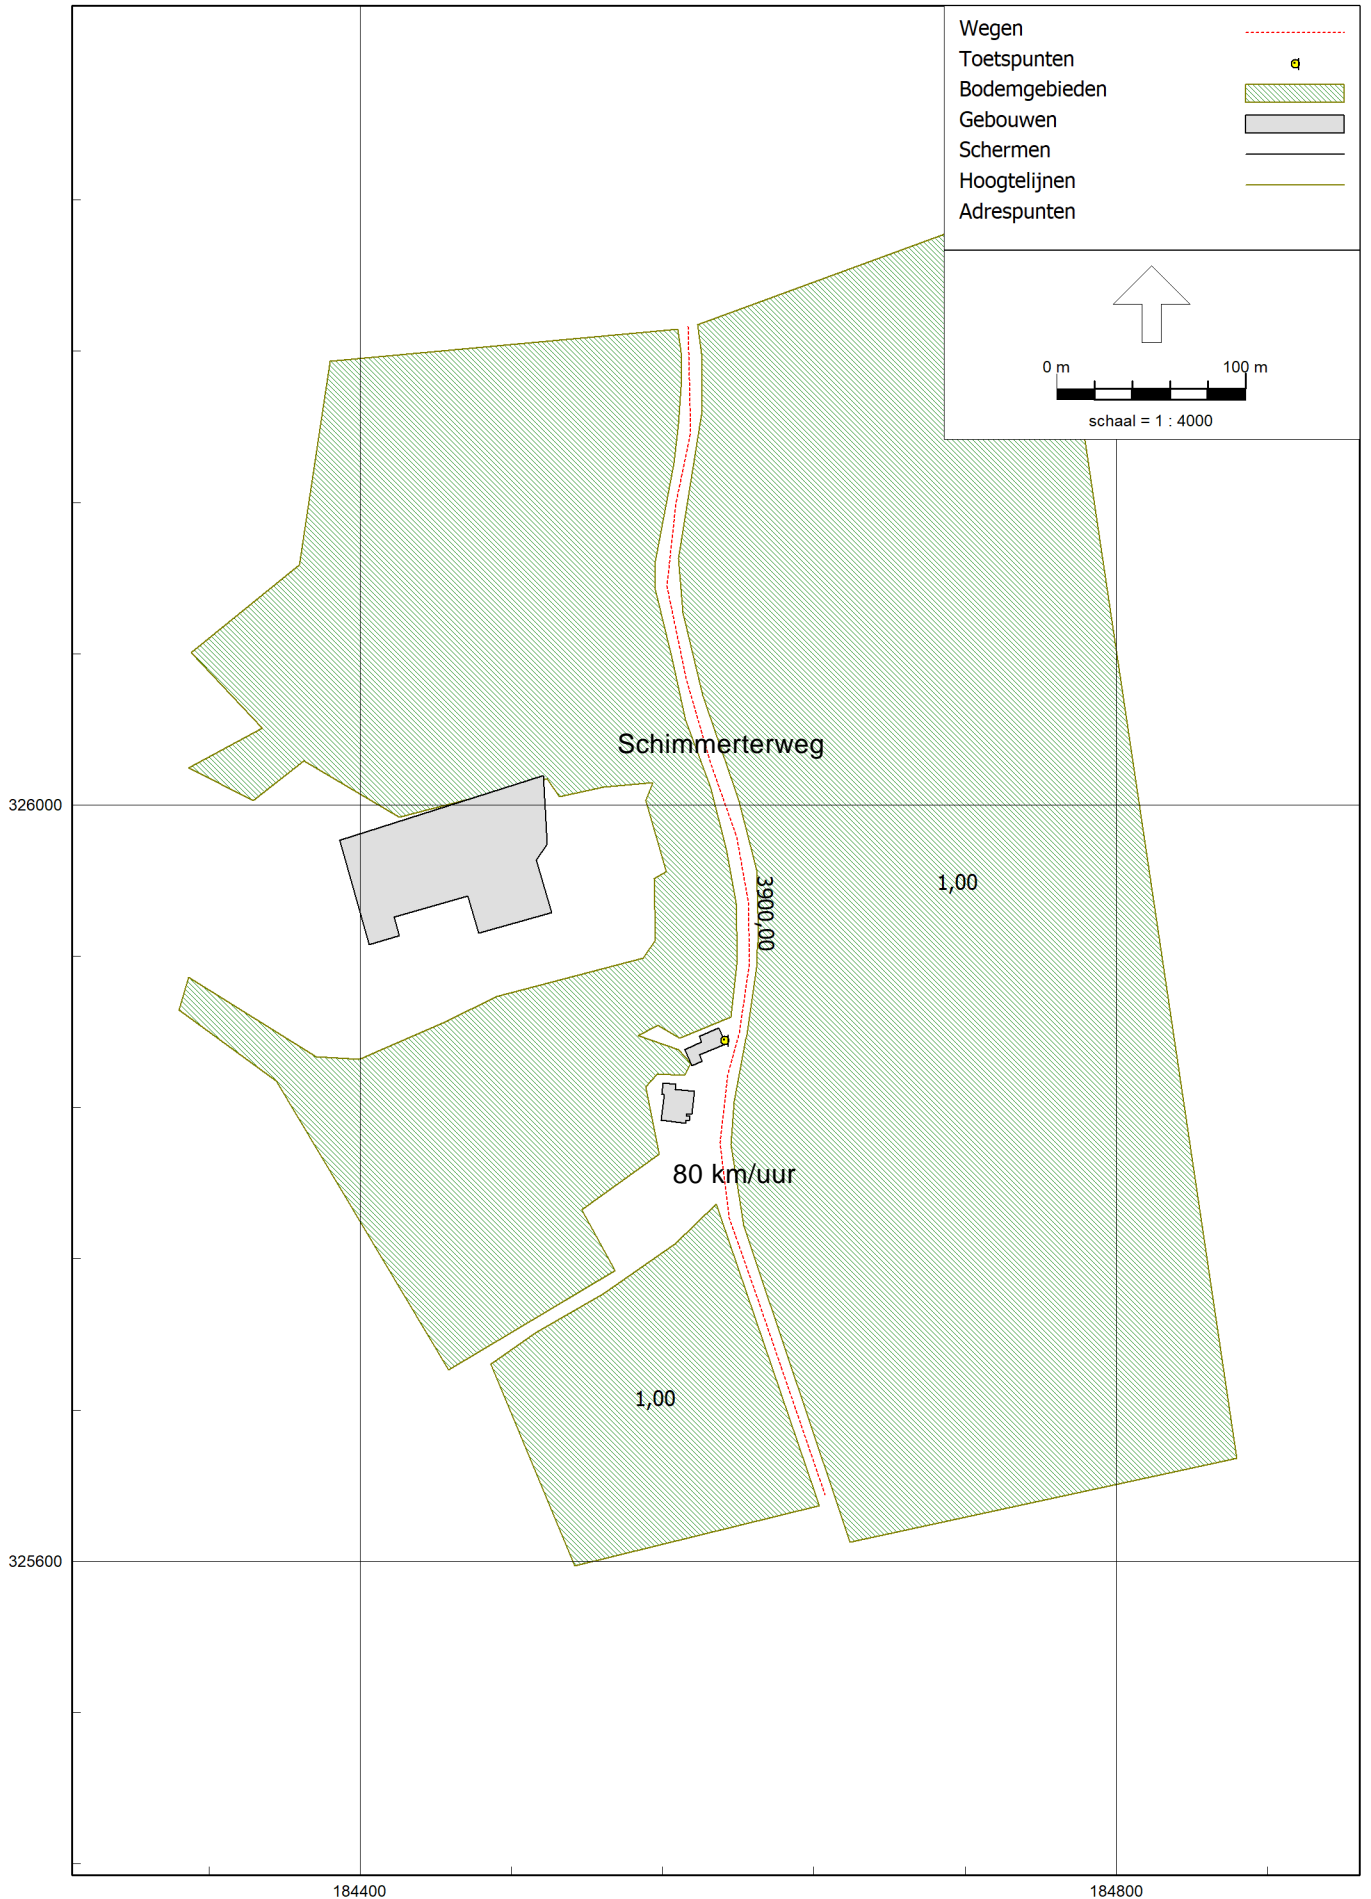 Wegen
Toetspunten
Bodemgebieden
Gebouwen
Schermen
Hoogtelijnen
Adrespunten
0 m 100 m
schaal = 1 : 4000
Schimmerterweg
326000
3900,00
1,00
80 km/uur
1,00
325600
184400 184800